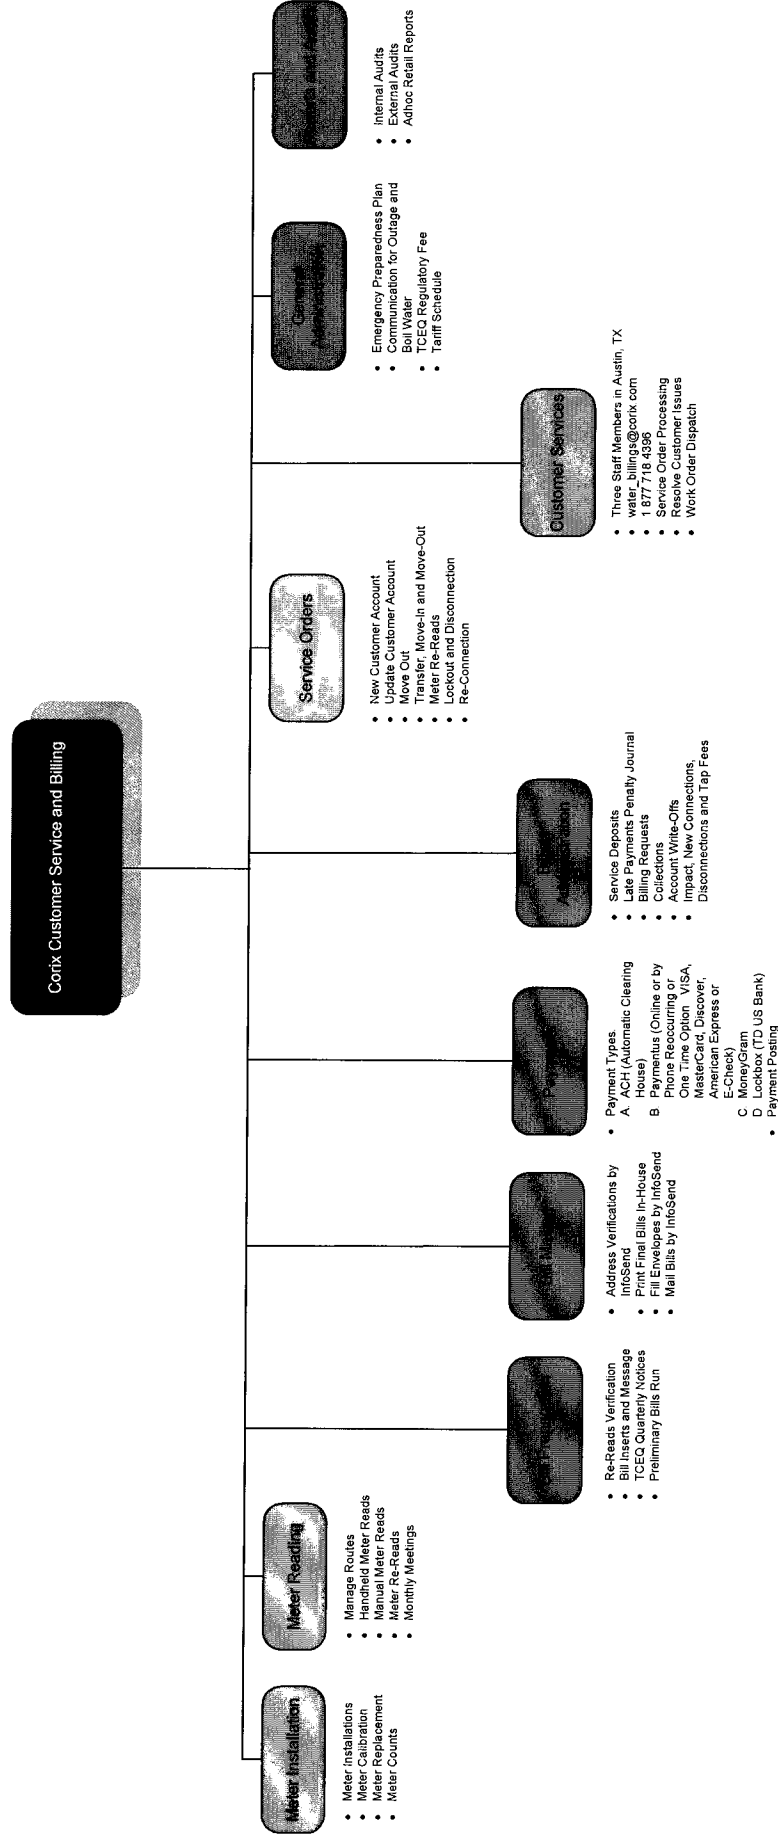 Corix Customer Service and Billing
Meter Installation
• Meter Installations
• Meter Calibration
• Meter Replacement
• Meter Counts
Meter Reading
• Manage Routes
• Handheld Meter Reads
• Manual Meter Reads
• Meter Re-Reads
• Monthly Meetings
• Re-Reads Verification
• Bill Inserts and Message
• TCEQ Quarterly Notices
• Preliminary Bills Run
• Address Verifications by
InfoSend
• Print Final Bills In-House
• Fill Envelopes by InfoSend
• Mail Bills by InfoSend
• Payment Types.
A. ACH (Automatic Clearing
House)
B Paymentus (Online or by
Phone Reoccurring or
One Time Option VISA,
MasterCard, Discover,
American Express or
E-Check)
C MoneyGram
D Lockbox (TD US Bank)
• Payment Posting
Administration
• Service Deposits
• Late Payments Penalty Journal
• Billing Requests
• Collections
• Account Write-Offs
• Impact, New Connections,
Disconnections and Tap Fees
Service Orders
• New Customer Account
• Update Customer Account
• Move Out
• Transfer, Move-In and Move-Out
• Meter Re-Reads
• Lockout and Disconnection
• Re-Connection
Customer Services
• Three Staff Members in Austin, TX
• water_billings@corix com
• 1 877 718 4396
• Service Order Processing
• Resolve Customer Issues
• Work Order Dispatch
General
Administration
• Emergency Preparedness Plan
• Communication for Outage and
Boil Water
• TCEQ Regulatory Fee
• Tariff Schedule
• Internal Audits
• External Audits
• Adhoc Retail Reports